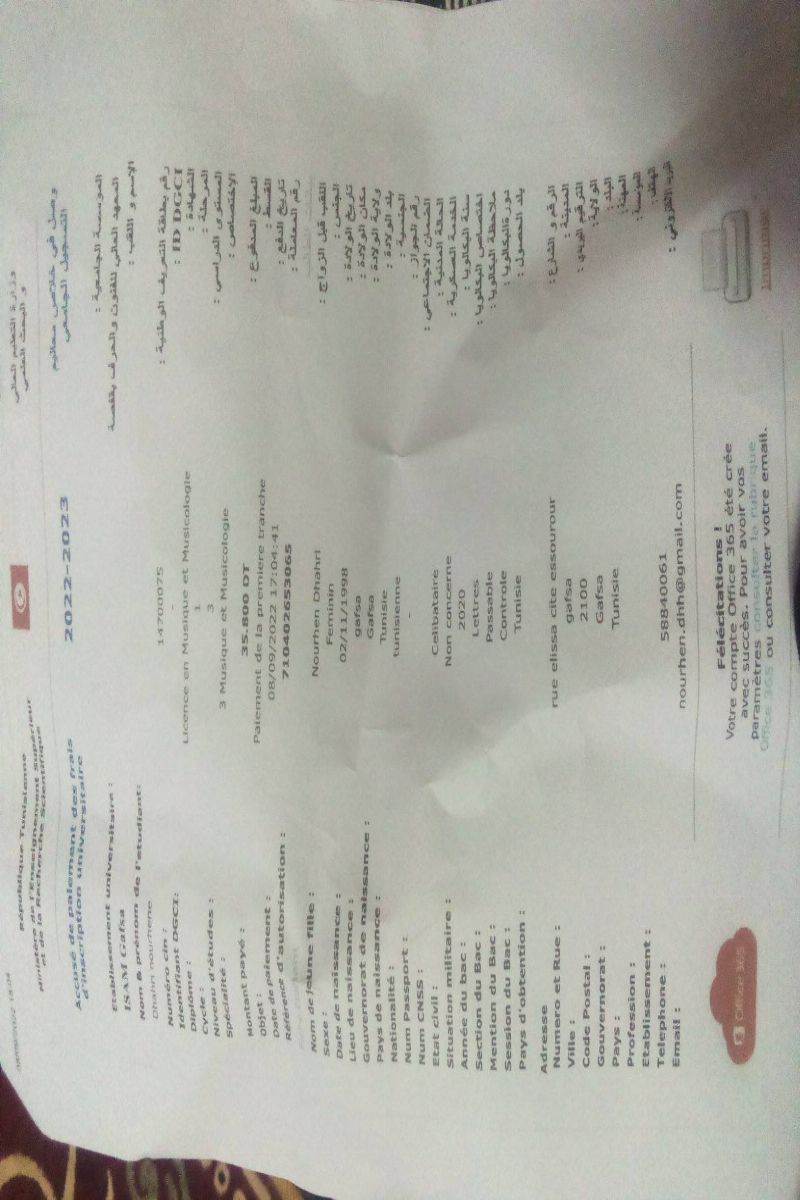 République Tunisienne
Ministère de l'Enseignement Supérieur
et de la Recherche Scientifique
وزارة التعليم العالي
و البحث العلمي
Accusé de paiement des frais
d'inscription universitaire
2022-2023
وصل في خلاص معاليم
التسجيل الجامعي
Etablissement universitaire : المؤسسة الجامعية :
ISAM Gafsa المعهد العالي للفنون والحرف بقفصة
Nom & prénom de l'etudiant: الإسم و اللقب :
Dhahri nourhene
Numéro cin : 14700075 رقم بطاقة التعريف الوطنية :
Identifiant DGCI: - ID DGCI :
Diplôme : Licence en Musique et Musicologie الشهادة :
Cycle : 1 المرحلة :
Niveau d'études : 3 المستوى الدراسي :
Spécialité : 3 Musique et Musicologie الإختصاص :
Montant payé : 35.800 DT المبلغ المدفوع :
Objet : Paiement de la premiere tranche القسط :
Date de paiement : 08/09/2022 17:04:41 تاريخ الدفع :
Référence d'autorisation : 710402653065 رقم المعاملة :
Nom de jeune fille : Nourhen Dhahri اللقب قبل الزواج :
Sexe : Feminin الجنس :
Date de naissance : 02/11/1998 تاريخ الولادة :
Lieu de naissance : gafsa مكان الولادة :
Gouvernorat de naissance : Gafsa ولاية الولادة :
Pays de naissance : Tunisie بلد الولادة :
Nationalité : tunisienne الجنسية :
Num Passport : - رقم الجواز :
Num CNSS : الضمان الإجتماعي :
Etat civil : Celibataire الحالة المدنية :
Situation militaire : Non concerne الخدمة العسكرية :
Année du bac : 2020 سنة البكالوريا :
Section du Bac : Lettres اختصاص البكالوريا :
Mention du Bac : Passable ملاحظة البكالوريا :
Session du Bac : Controle دورة البكالوريا :
Pays d'obtention : Tunisie بلد الحصول :
Adresse
Numero et Rue : rue elissa cite essourour الرقم و الشارع :
Ville : gafsa المدينة :
Code Postal : 2100 الترقيم البريدي :
Gouvernorat : Gafsa الولاية :
Pays : Tunisie البلد :
Profession : المهنة :
Etablissement : المؤسسة :
Telephone : 58840061 الهاتف :
Email : nourhen.dhh@gmail.com البريد الإلكتروني :
Office 365
Félécitations !
Votre compte Office 365 été crée
avec succès. Pour avoir vos
Paramètres consulter la rubrique
Office 365 ou consulter votre email.